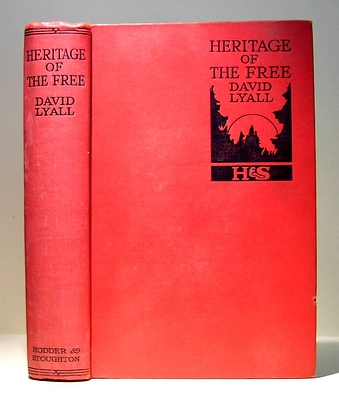 HERITAGE
OF
THE FREE
DAVID
LYALL
HODDER &
STOUGHTON
HERITAGE
OF
THE FREE
DAVID
LYALL
H&S